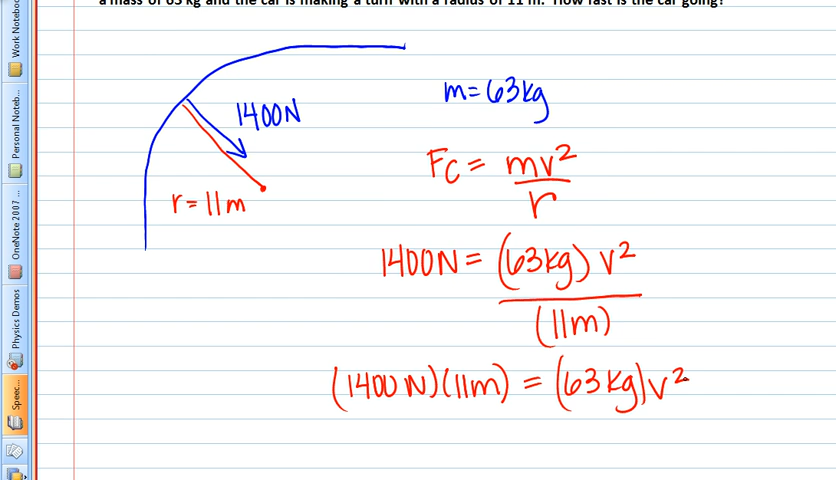 a mass of 63 kg and the car is making a turn with a radius of 11 m. How fast is the car going?
Work Noteboo
Personal Noteb...
OneNote 2007 ...
Physics Demos
Speec...
1400N
r = 11m
m = 63kg
Fc = mv²
r
1400N = (63kg) v²
(11m)
(1400N)(11m) = (63kg)v²